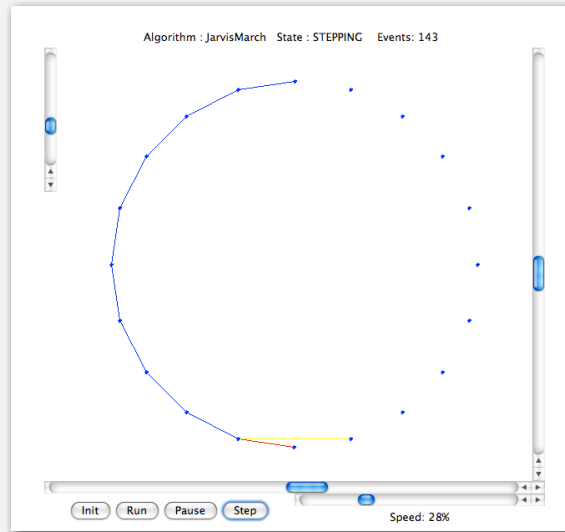 Algorithm : JarvisMarch State : STEPPING Events: 143
Init Run Pause Step
Speed: 28%